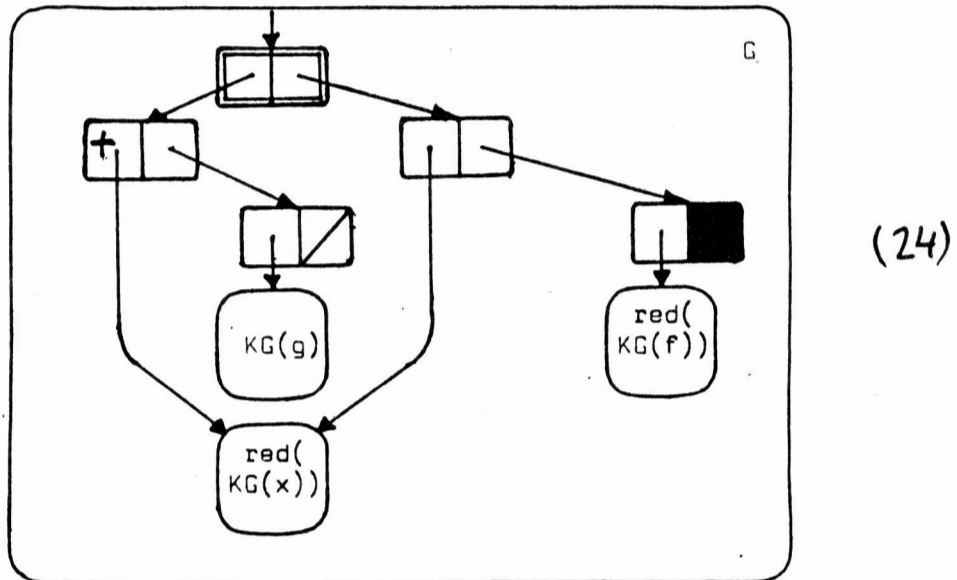 G
+
(24)
KG(g)
red(
KG(f))
red(
KG(x))